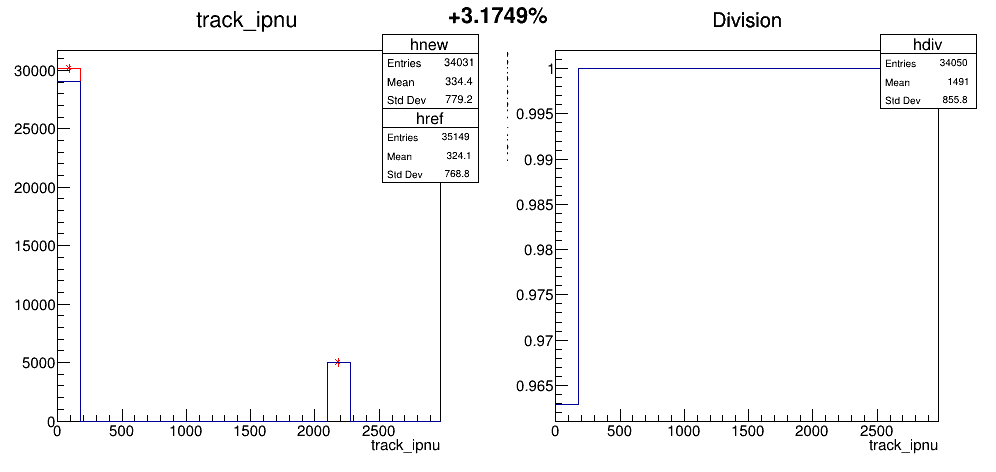 track_ipnu
+3.1749%
Division
hnew
Entries 34031
Mean 334.4
Std Dev 779.2
href
Entries 35149
Mean 324.1
Std Dev 768.8
30000
25000
20000
15000
10000
5000
0
0 500 1000 1500 2000 2500
track_ipnu
hdiv
Entries 34050
Mean 1491
Std Dev 855.8
1
0.995
0.99
0.985
0.98
0.975
0.97
0.965
0 500 1000 1500 2000 2500
track_ipnu